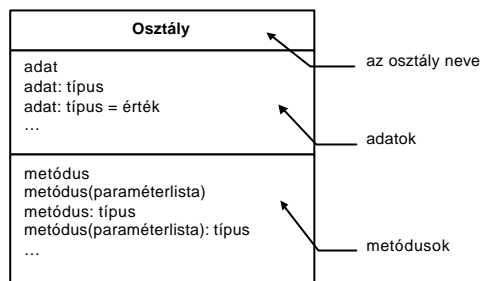 Osztály
adat
adat: típus
adat: típus = érték
…
metódus
metódus(paraméterlista)
metódus: típus
metódus(paraméterlista): típus
…
az osztály neve
adatok
metódusok